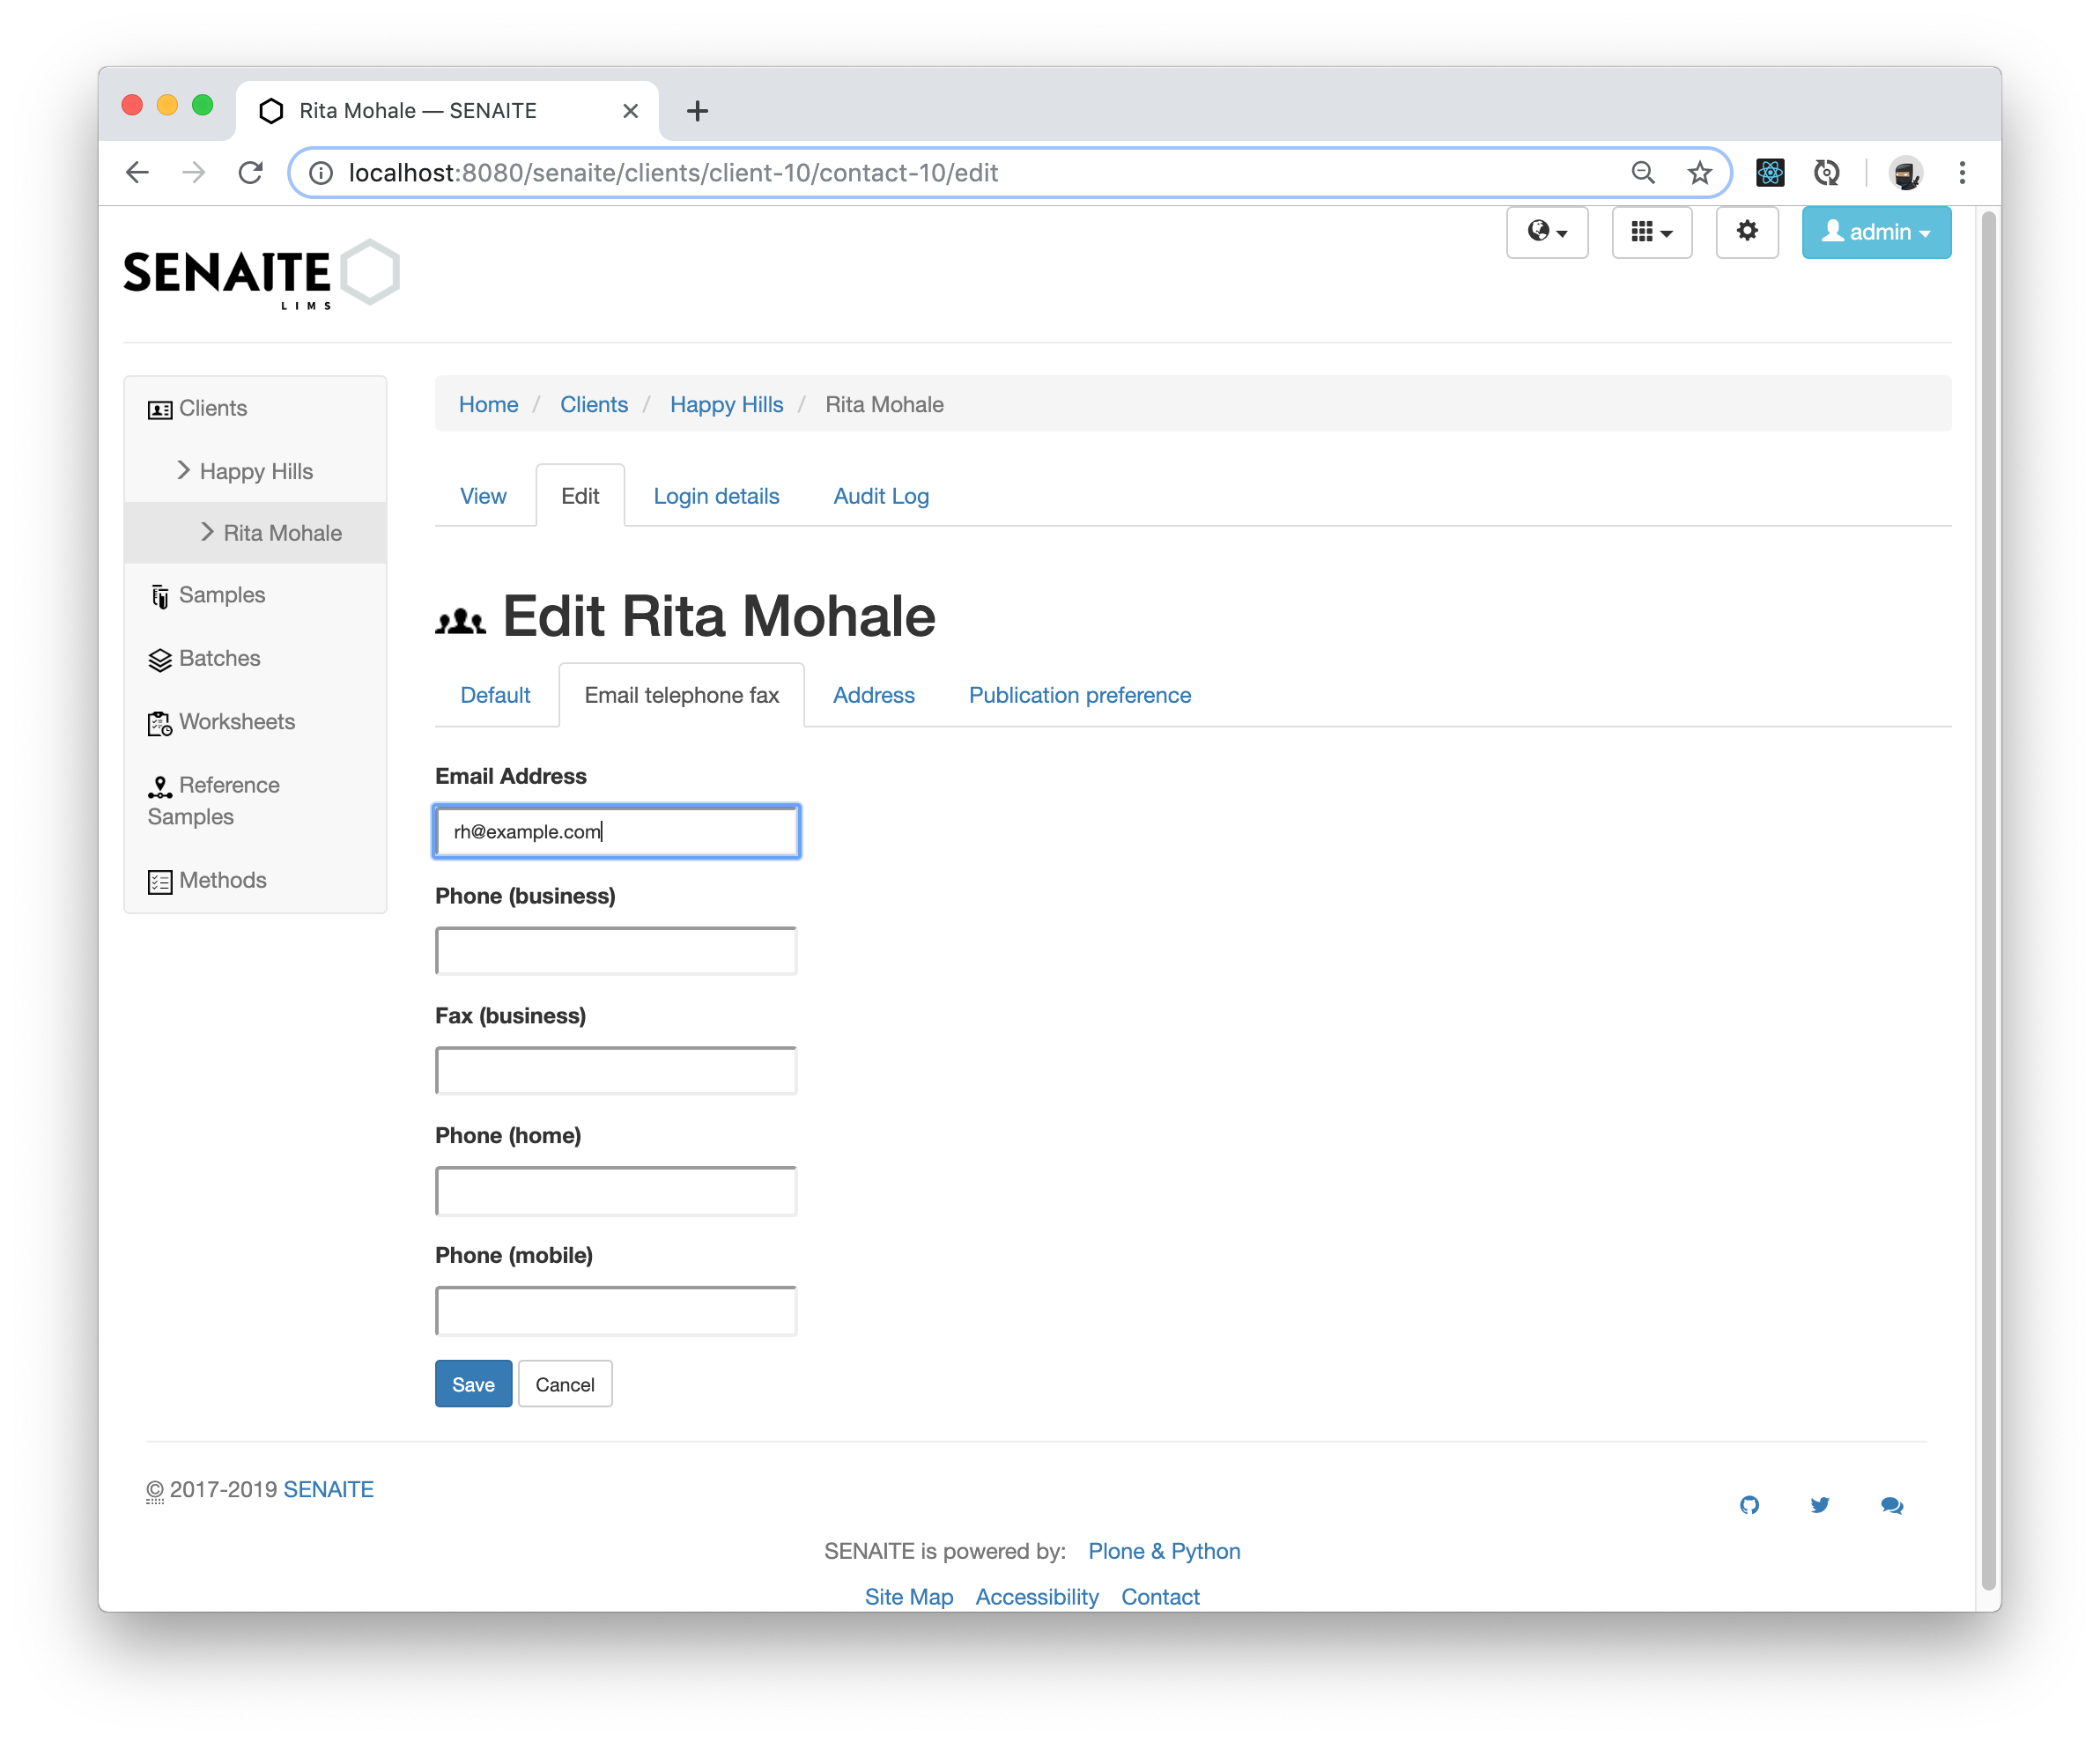 Rita Mohale — SENAITE
localhost:8080/senaite/clients/client-10/contact-10/edit
admin
SENAITE
LIMS
Clients
Happy Hills
Rita Mohale
Samples
Batches
Worksheets
Reference
Samples
Methods
Home / Clients / Happy Hills / Rita Mohale
View Edit Login details Audit Log
Edit Rita Mohale
Default Email telephone fax Address Publication preference
Email Address
rh@example.com
Phone (business)
Fax (business)
Phone (home)
Phone (mobile)
Save Cancel
© 2017-2019 SENAITE
SENAITE is powered by: Plone & Python
Site Map Accessibility Contact